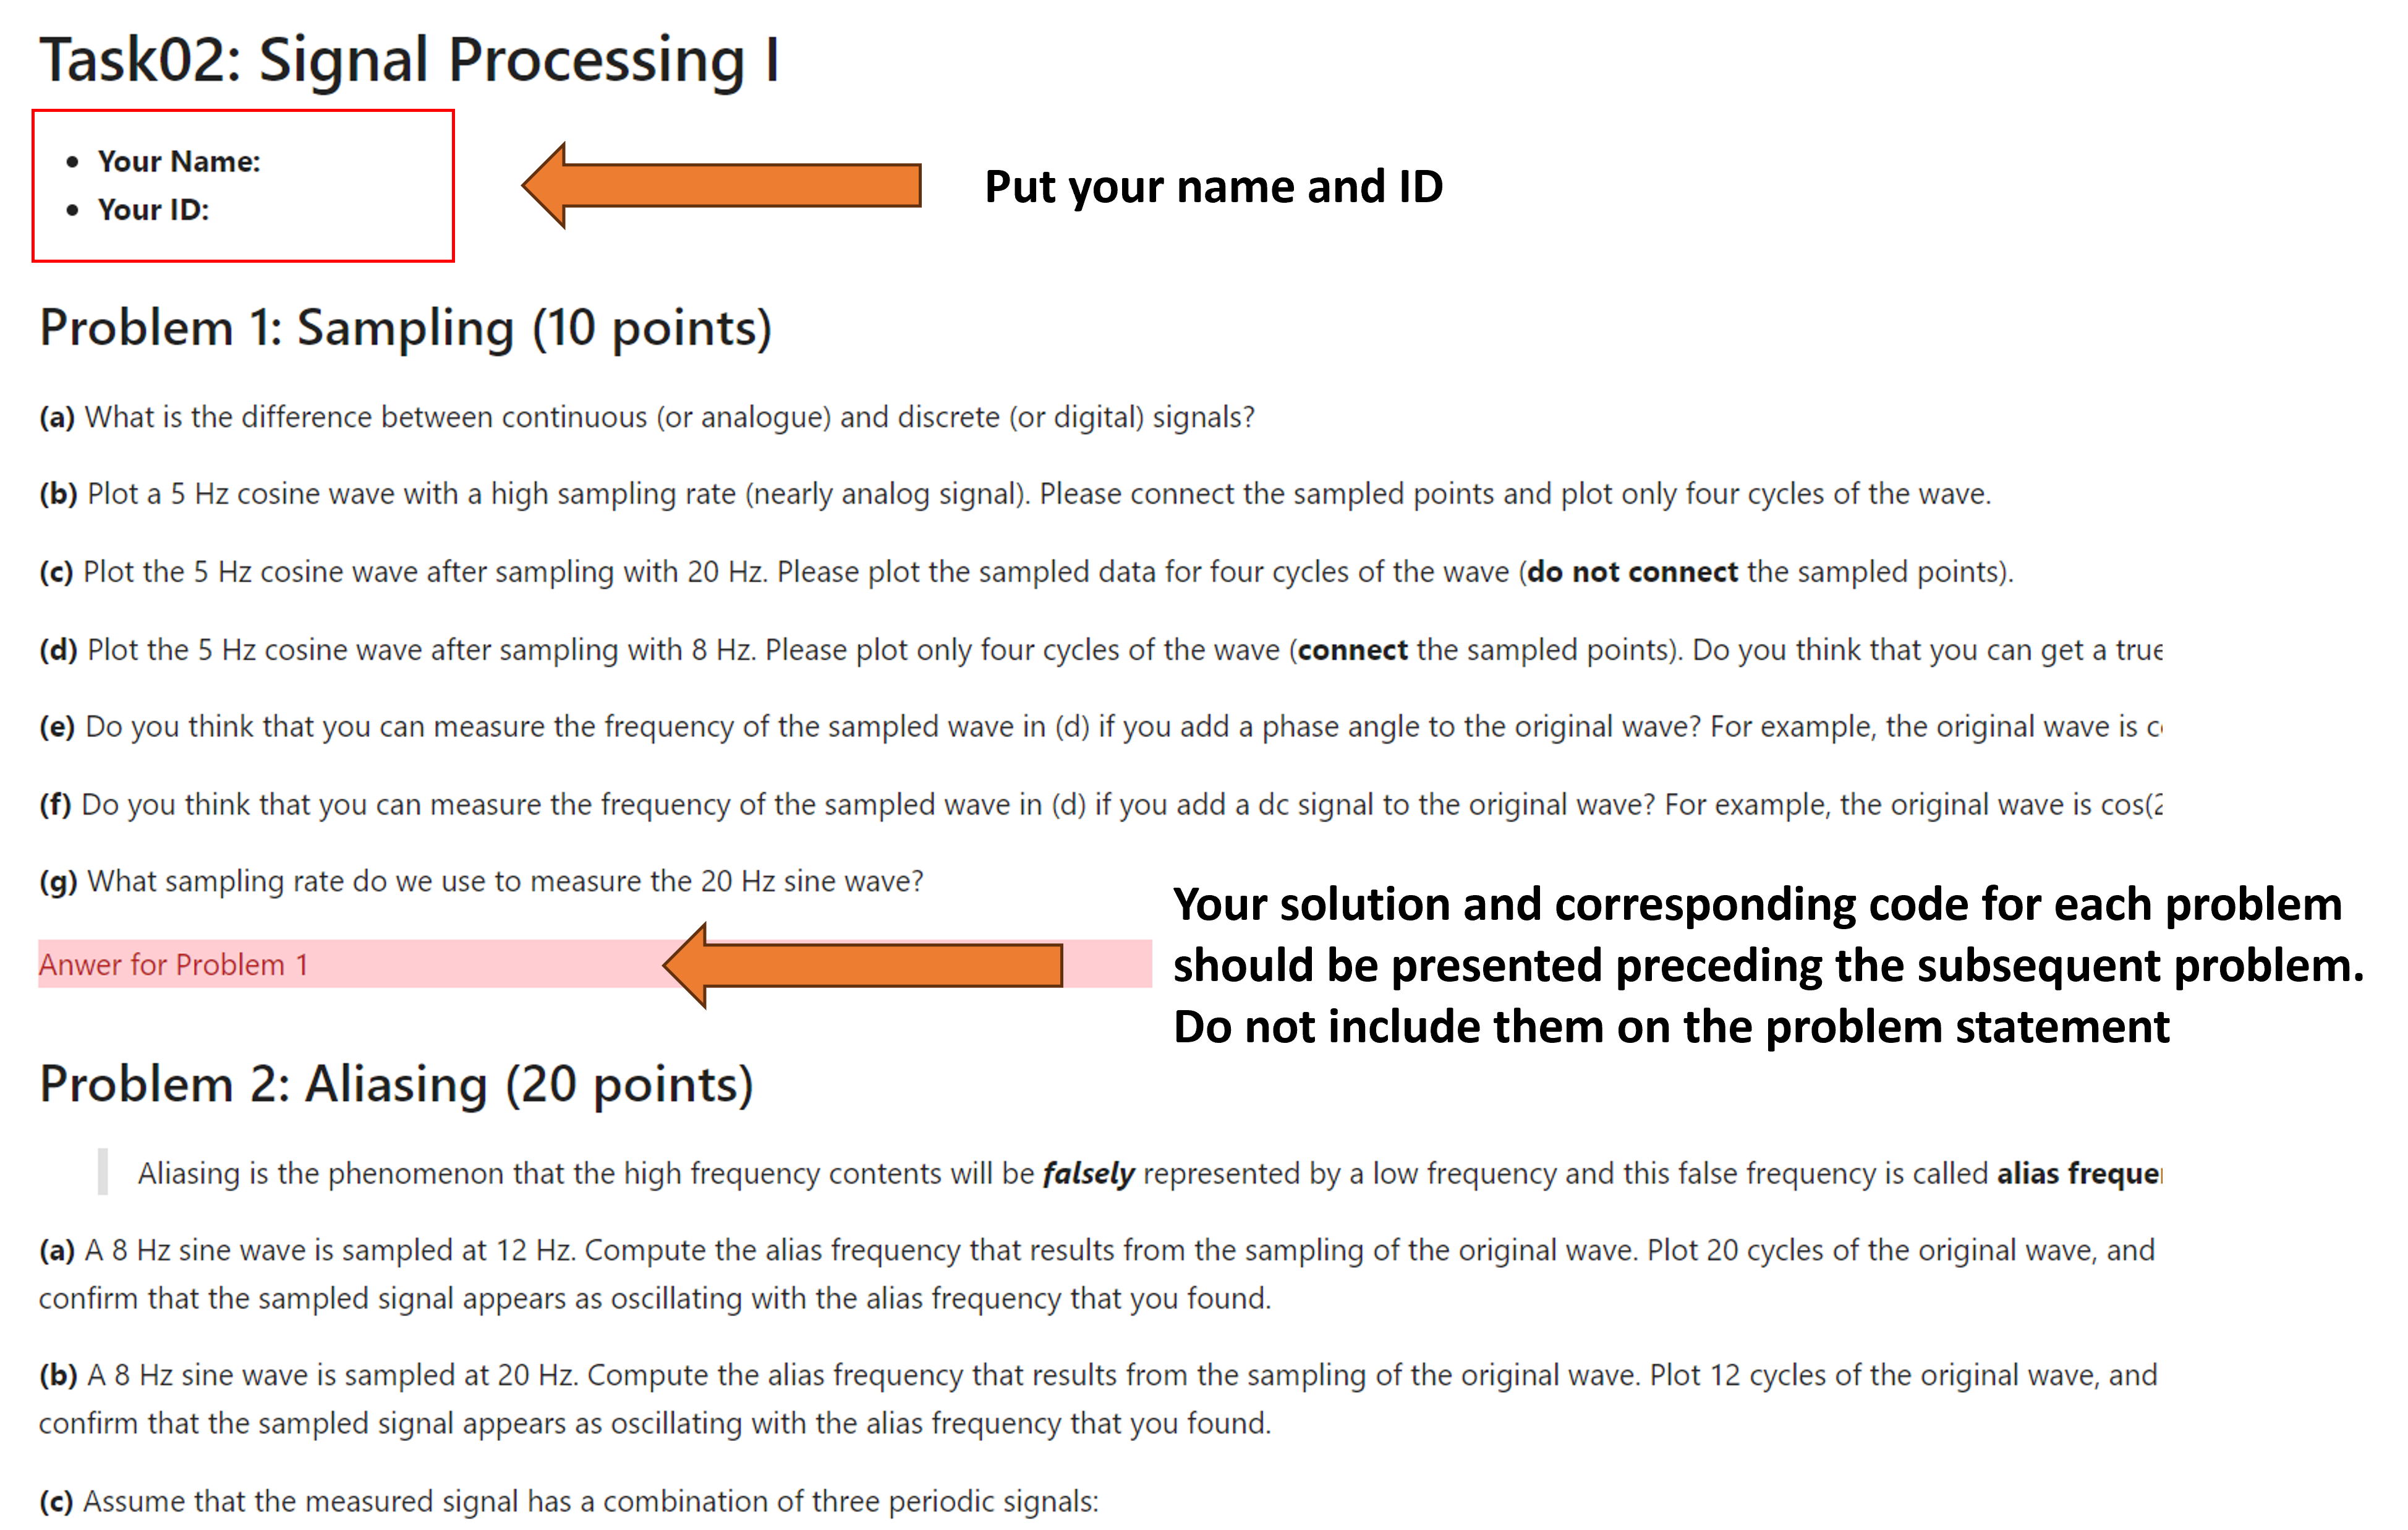 Task02: Signal Processing I
• Your Name:
• Your ID:
Put your name and ID
Problem 1: Sampling (10 points)
(a) What is the difference between continuous (or analogue) and discrete (or digital) signals?
(b) Plot a 5 Hz cosine wave with a high sampling rate (nearly analog signal). Please connect the sampled points and plot only four cycles of the wave.
(c) Plot the 5 Hz cosine wave after sampling with 20 Hz. Please plot the sampled data for four cycles of the wave (do not connect the sampled points).
(d) Plot the 5 Hz cosine wave after sampling with 8 Hz. Please plot only four cycles of the wave (connect the sampled points). Do you think that you can get a true
(e) Do you think that you can measure the frequency of the sampled wave in (d) if you add a phase angle to the original wave? For example, the original wave is
(f) Do you think that you can measure the frequency of the sampled wave in (d) if you add a dc signal to the original wave? For example, the original wave is cos(2
(g) What sampling rate do we use to measure the 20 Hz sine wave?
Anwer for Problem 1
Your solution and corresponding code for each problem
should be presented preceding the subsequent problem.
Do not include them on the problem statement
Problem 2: Aliasing (20 points)
Aliasing is the phenomenon that the high frequency contents will be falsely represented by a low frequency and this false frequency is called alias
(a) A 8 Hz sine wave is sampled at 12 Hz. Compute the alias frequency that results from the sampling of the original wave. Plot 20 cycles of the original wave, and
confirm that the sampled signal appears as oscillating with the alias frequency that you found.
(b) A 8 Hz sine wave is sampled at 20 Hz. Compute the alias frequency that results from the sampling of the original wave. Plot 12 cycles of the original wave, and
confirm that the sampled signal appears as oscillating with the alias frequency that you found.
(c) Assume that the measured signal has a combination of three periodic signals: